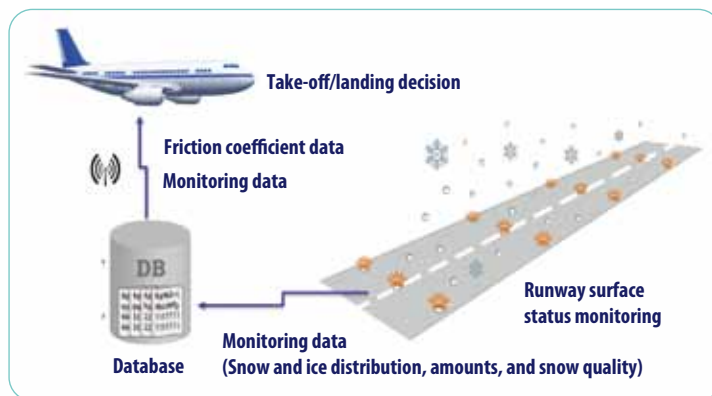 Take-off/landing decision
Friction coefficient data
Monitoring data
DB
Runway surface
status monitoring
Monitoring data
(Snow and ice distribution, amounts, and snow quality)
Database